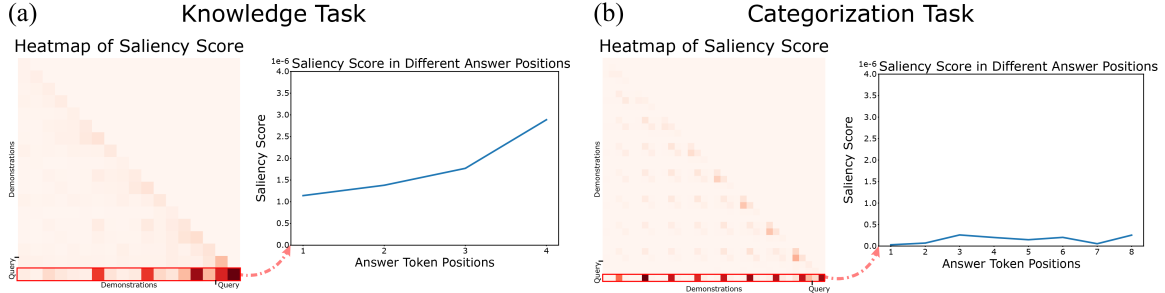 (a) Knowledge Task
Heatmap of Saliency Score
Demonstrations
Query
Demonstrations
Query
1e-6 Saliency Score in Different Answer Positions
Saliency Score
4.0
3.5
3.0
2.5
2.0
1.5
1.0
0.5
0.0
1 2 3 4
Answer Token Positions
(b) Categorization Task
Heatmap of Saliency Score
Demonstrations
Query
Demonstrations
Query
1e-6 Saliency Score in Different Answer Positions
Saliency Score
4.0
3.5
3.0
2.5
2.0
1.5
1.0
0.5
0.0
1 2 3 4 5 6 7 8
Answer Token Positions